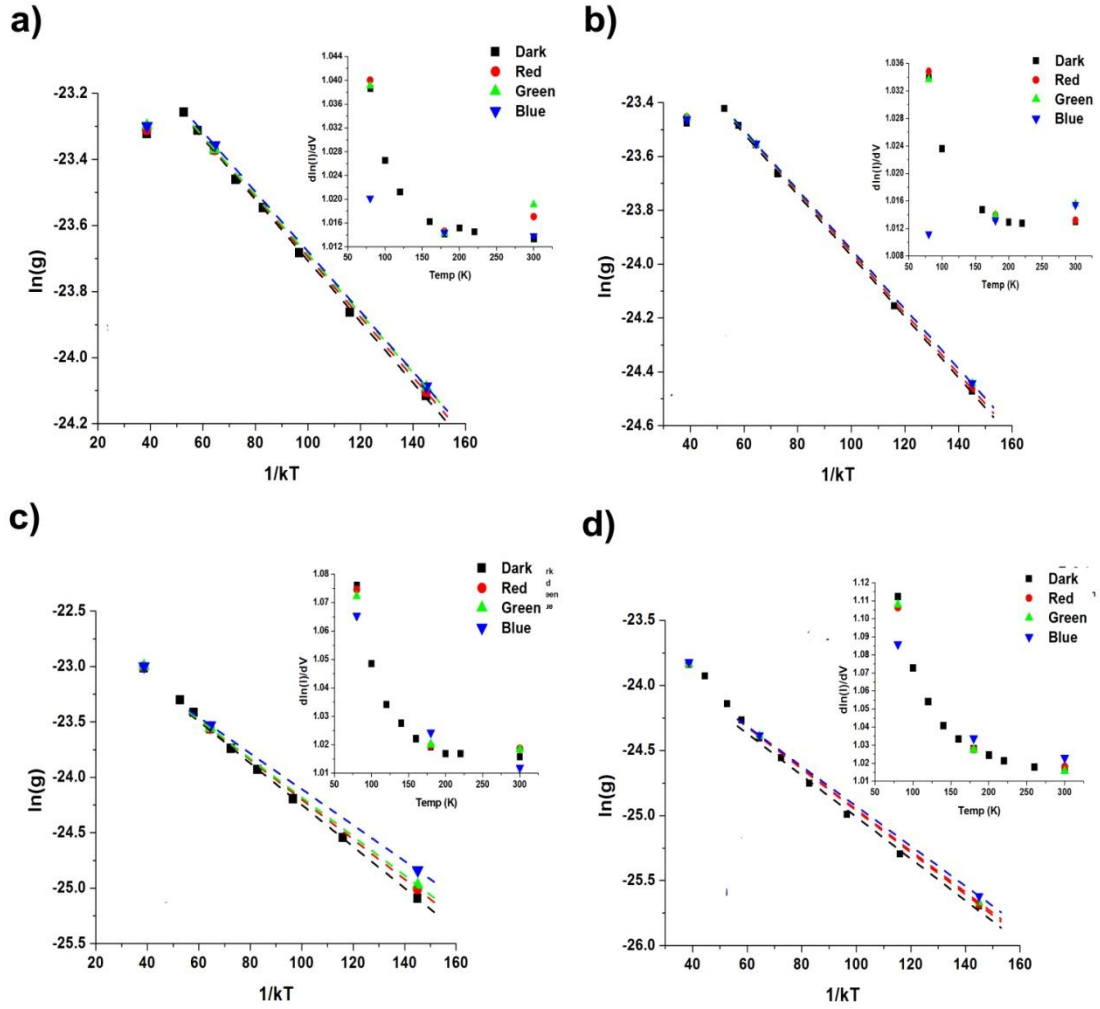 a)
Dark
Red
Green
Blue
1.044
1.040
1.036
1.032
1.028
1.024
1.020
1.016
1.012
dln(I)/dV
50 100 150 200 250 300
Temp (K)
-23.2
-23.4
-23.6
-23.8
-24.0
-24.2
ln(g)
20 40 60 80 100 120 140 160
1/kT
b)
Dark
Red
Green
Blue
1.036
1.032
1.028
1.024
1.020
1.016
1.012
1.008
dln(I)/dV
50 100 150 200 250 300
Temp (K)
-23.4
-23.6
-23.8
-24.0
-24.2
-24.4
-24.6
ln(g)
40 60 80 100 120 140 160
1/kT
c)
Dark
Red
Green
Blue
1.08
1.07
1.06
1.05
1.04
1.03
1.02
1.01
dln(I)/dV
50 100 150 200 250 300
Temp (K)
-22.5
-23.0
-23.5
-24.0
-24.5
-25.0
-25.5
ln(g)
20 40 60 80 100 120 140 160
1/kT
d)
Dark
Red
Green
Blue
1.12
1.11
1.10
1.09
1.08
1.07
1.06
1.05
1.04
1.03
1.02
1.01
dln(I)/dV
50 100 150 200 250 300
Temp (K)
-23.5
-24.0
-24.5
-25.0
-25.5
-26.0
ln(g)
40 60 80 100 120 140 160
1/kT